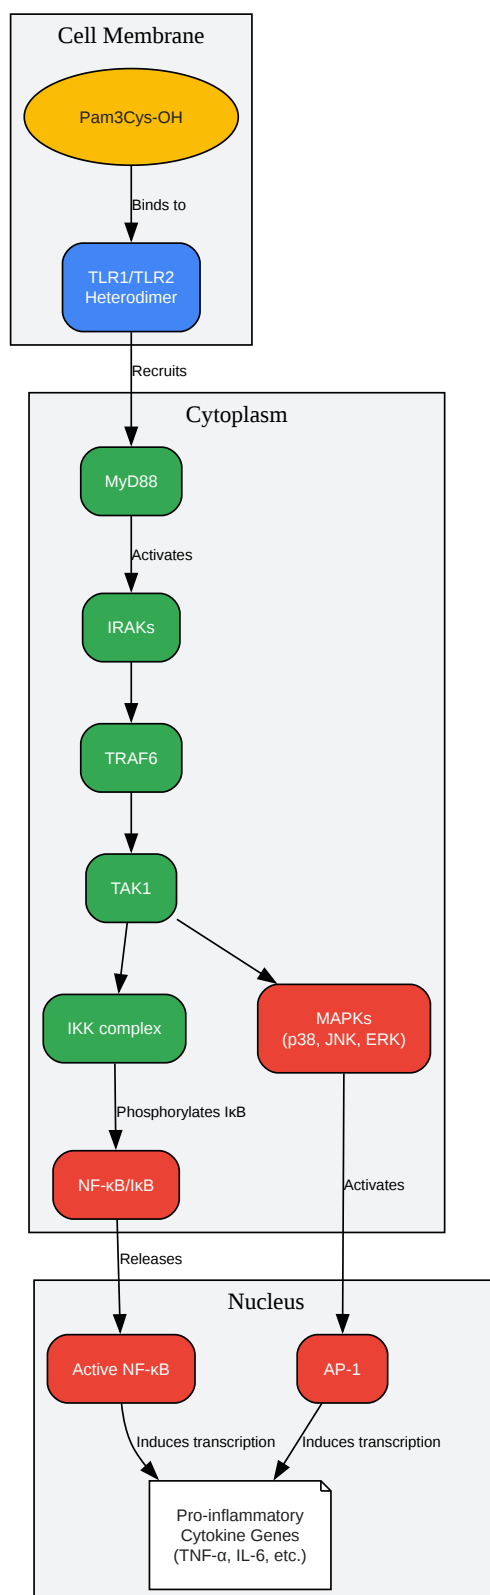 Cell Membrane
Pam3Cys-OH
Binds to
TLR1/TLR2
Heterodimer
Recruits
Cytoplasm
MyD88
Activates
IRAKs
TRAF6
TAK1
IKK complex
MAPKs
(p38, JNK, ERK)
Phosphorylates IκB
NF-κB/IκB
Activates
Releases
Nucleus
Active NF-κB
AP-1
Induces transcription
Induces transcription
Pro-inflammatory
Cytokine Genes
(TNF-α, IL-6, etc.)